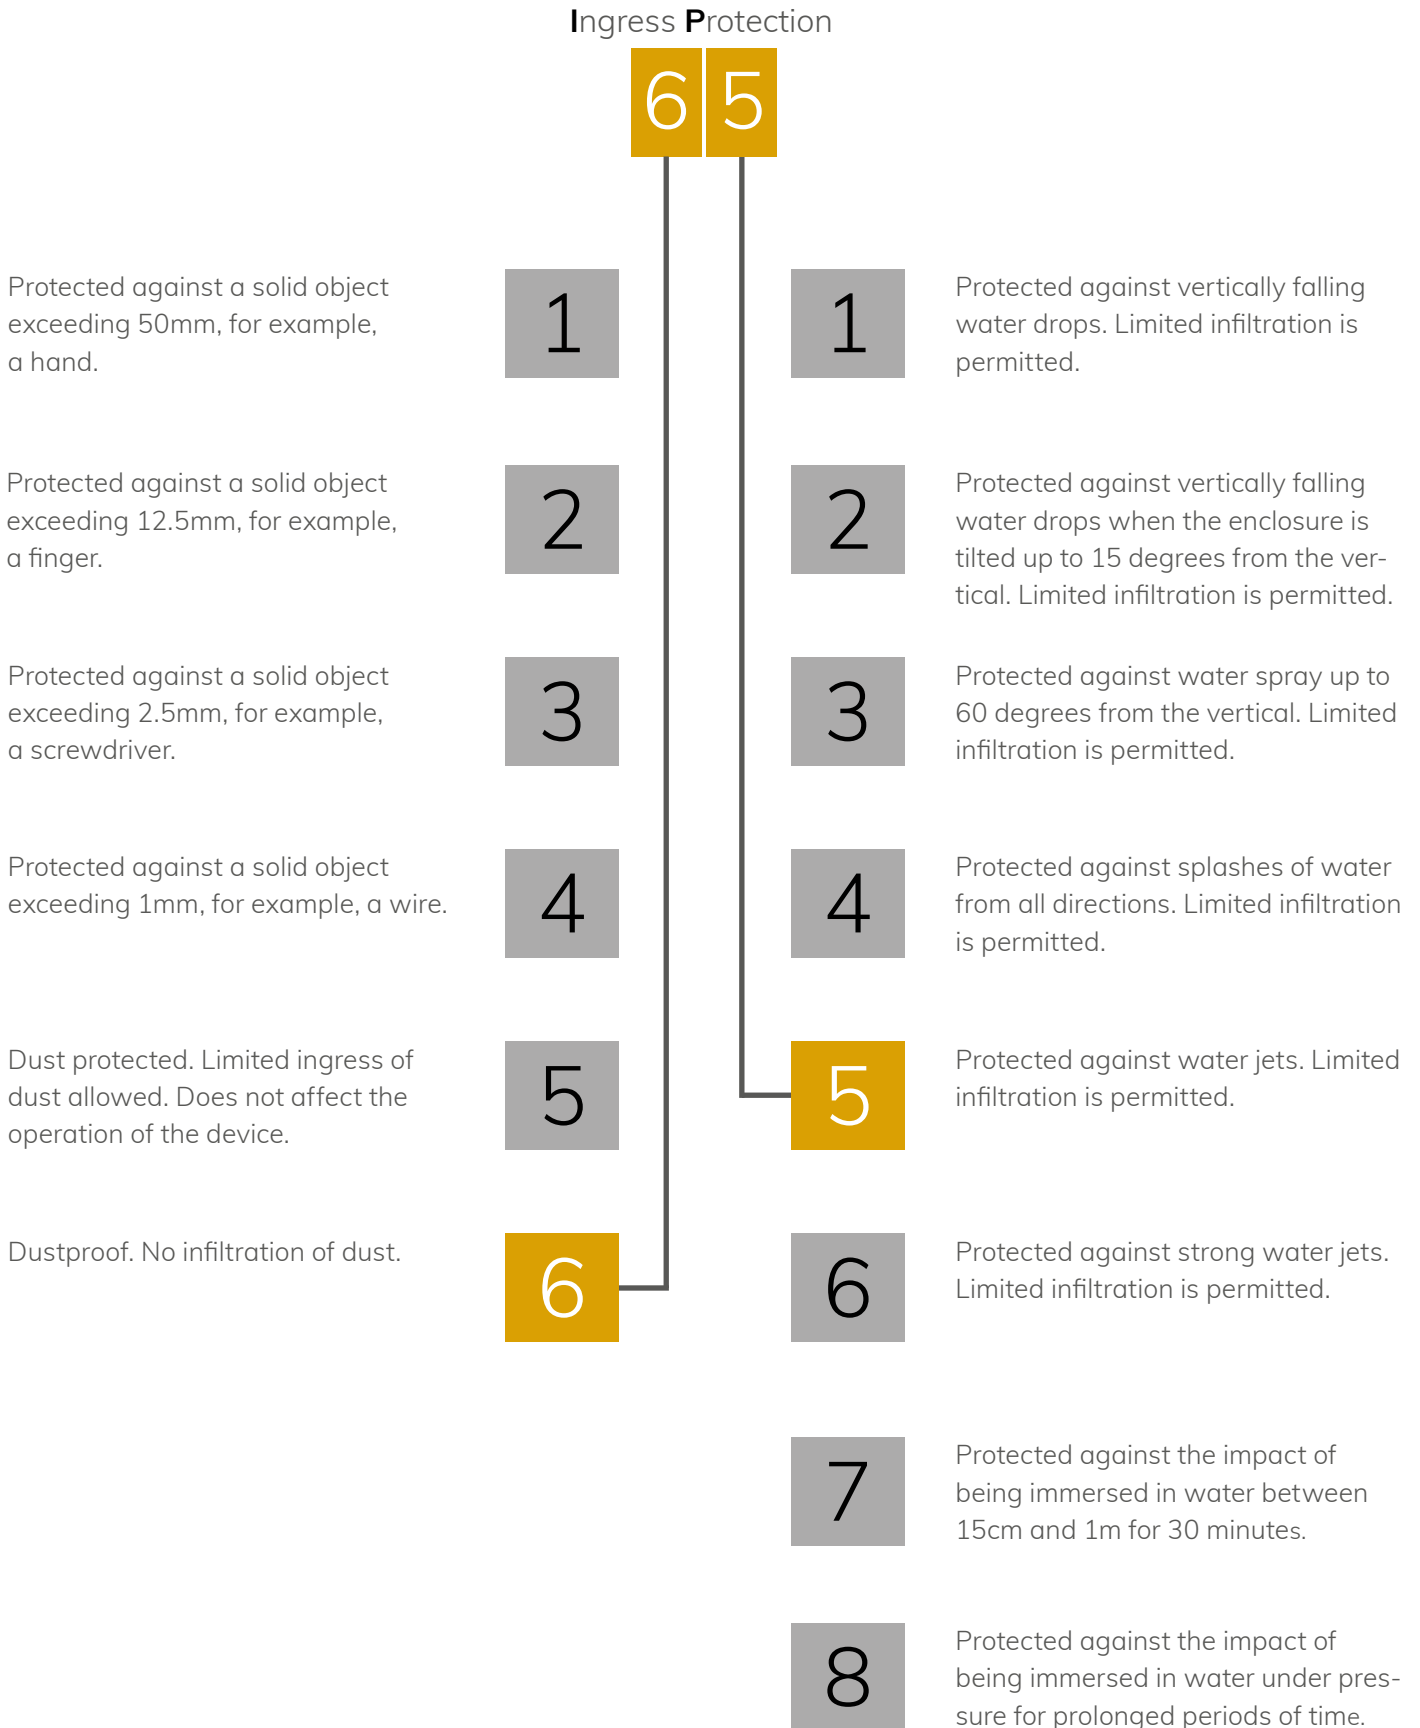 Ingress Protection
6 5
Protected against a solid object
exceeding 50mm, for example,
a hand.
1
1
Protected against vertically falling
water drops. Limited infiltration is
permitted.
Protected against a solid object
exceeding 12.5mm, for example,
a finger.
2
2
Protected against vertically falling
water drops when the enclosure is
tilted up to 15 degrees from the ver-
tical. Limited infiltration is permitted.
Protected against a solid object
exceeding 2.5mm, for example,
a screwdriver.
3
3
Protected against water spray up to
60 degrees from the vertical. Limited
infiltration is permitted.
Protected against a solid object
exceeding 1mm, for example, a wire.
4
4
Protected against splashes of water
from all directions. Limited infiltration
is permitted.
Dust protected. Limited ingress of
dust allowed. Does not affect the
operation of the device.
5
5
Protected against water jets. Limited
infiltration is permitted.
Dustproof. No infiltration of dust.
6
6
Protected against strong water jets.
Limited infiltration is permitted.
7
Protected against the impact of
being immersed in water between
15cm and 1m for 30 minutes.
8
Protected against the impact of
being immersed in water under pres-
sure for prolonged periods of time.